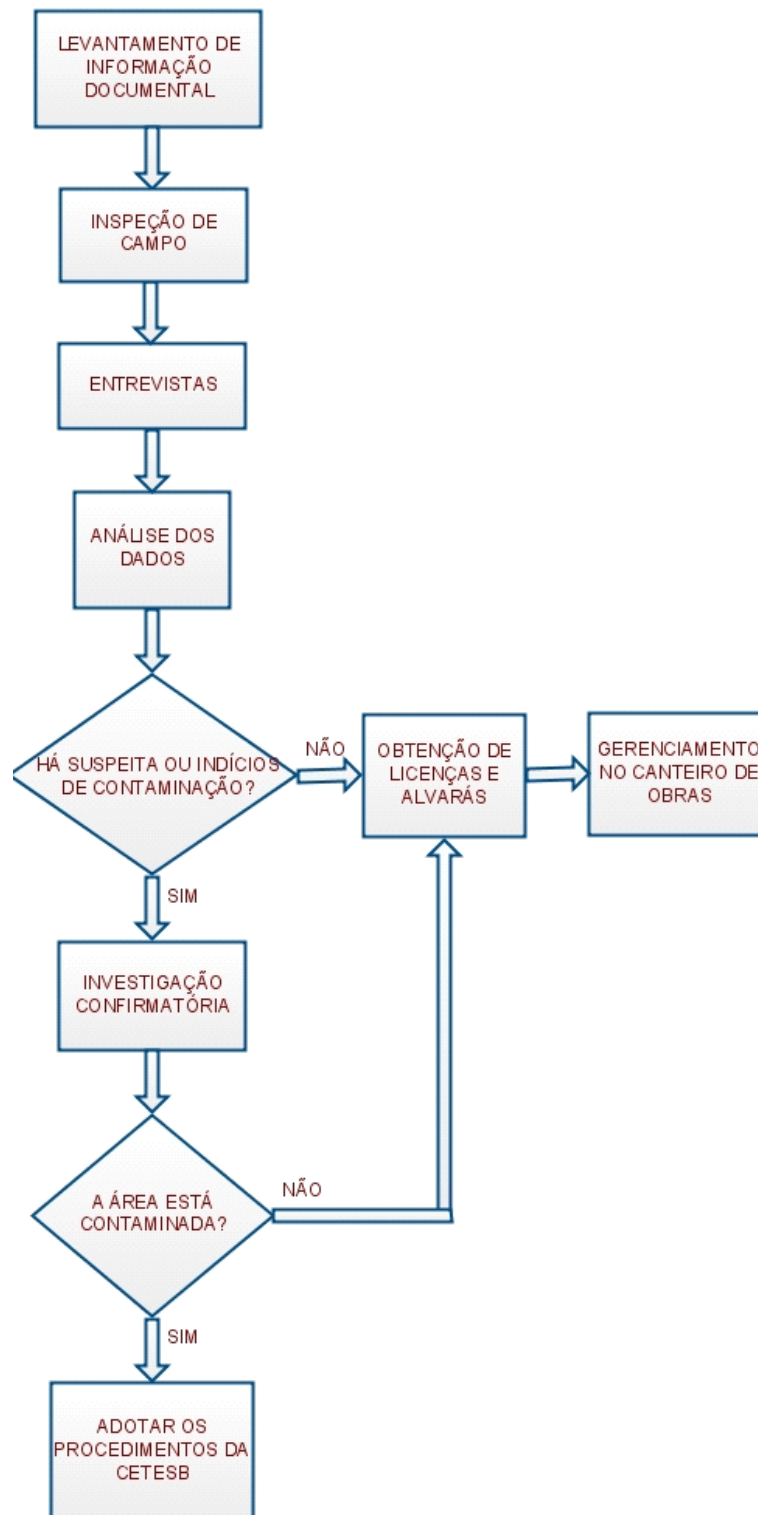 LEVANTAMENTO DE
INFORMAÇÃO
DOCUMENTAL
INSPEÇÃO DE
CAMPO
ENTREVISTAS
ANÁLISE DOS
DADOS
HÁ SUSPEITA OU INDÍCIOS
DE CONTAMINAÇÃO?
NÃO
OBTENÇÃO DE
LICENÇAS E
ALVARÁS
GERENCIAMENTO
NO CANTEIRO DE
OBRAS
SIM
INVESTIGAÇÃO
CONFIRMATÓRIA
A ÁREA ESTÁ
CONTAMINADA?
NÃO
SIM
ADOTAR OS
PROCEDIMENTOS DA
CETESB